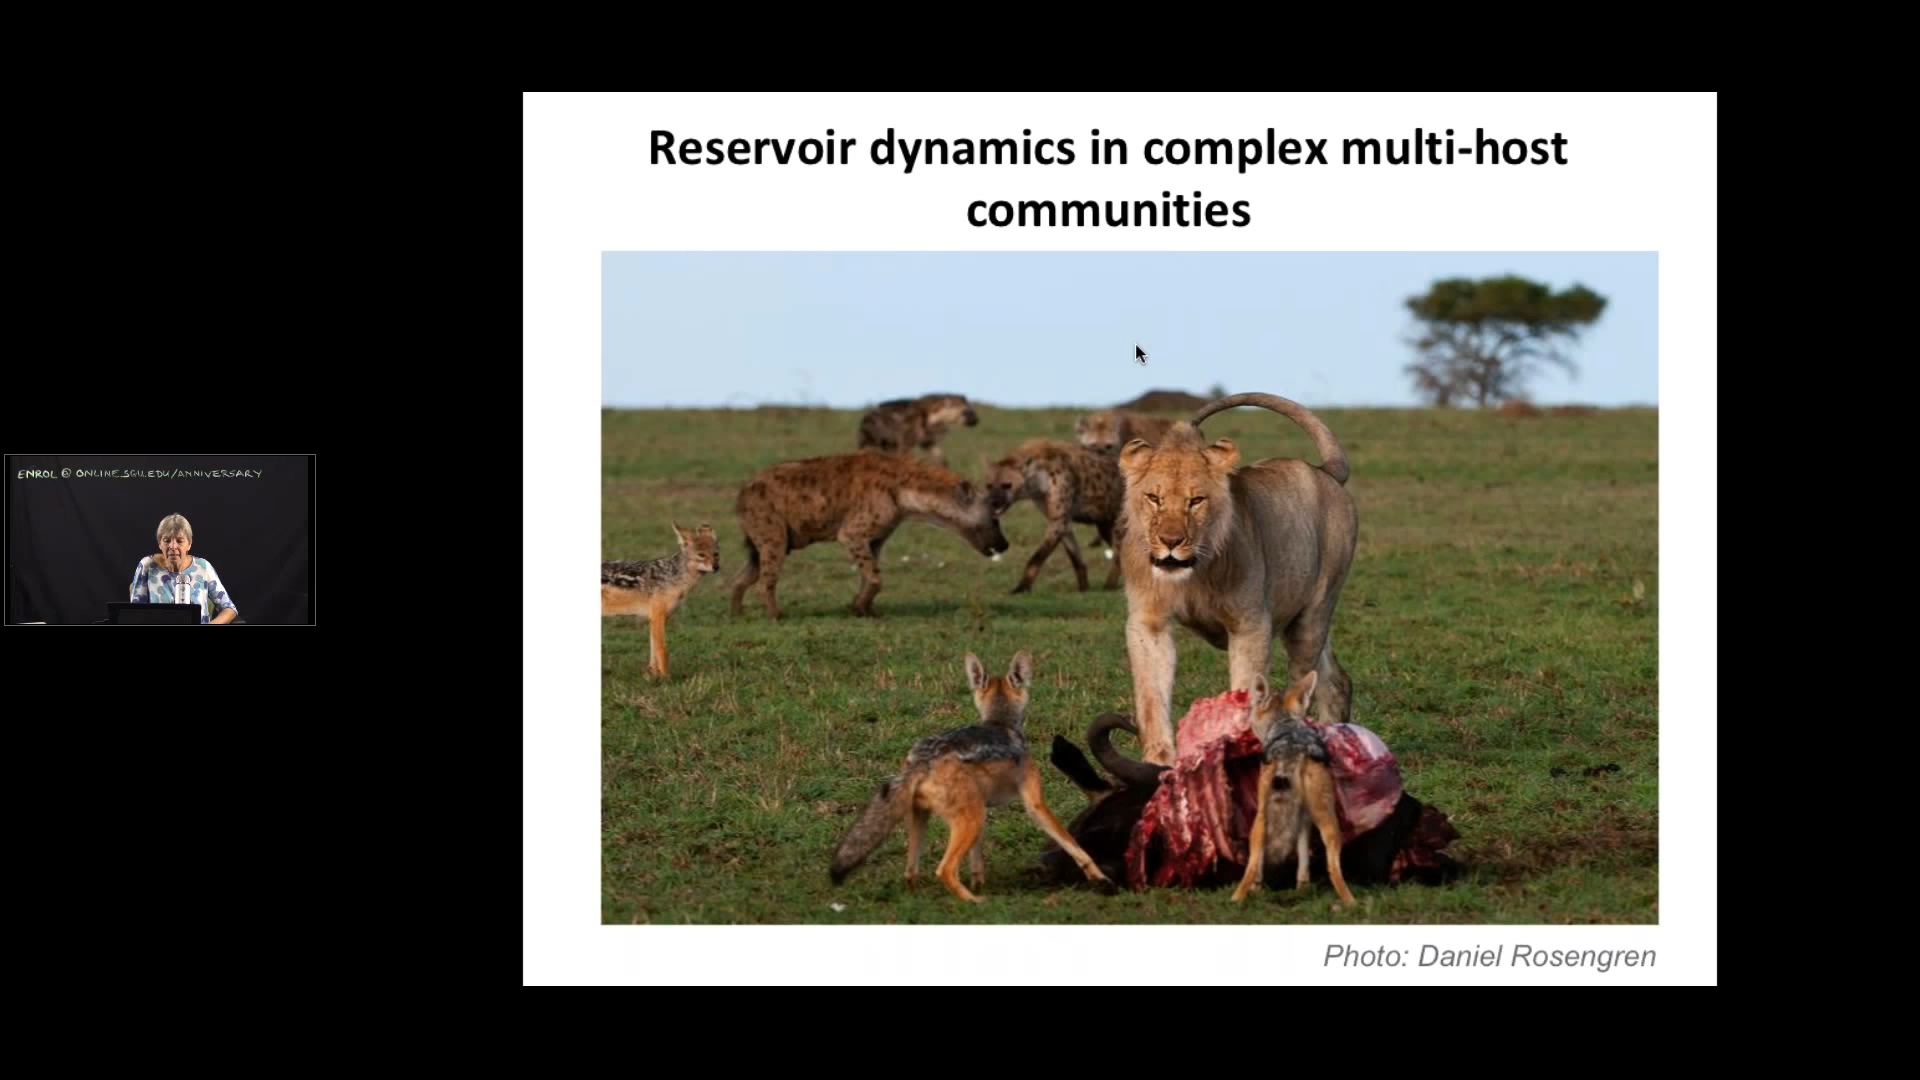 Reservoir dynamics in complex multi-host
communities
ENROL @ ONLINE.SGU.EDU/ANNIVERSARY
Photo: Daniel Rosengren